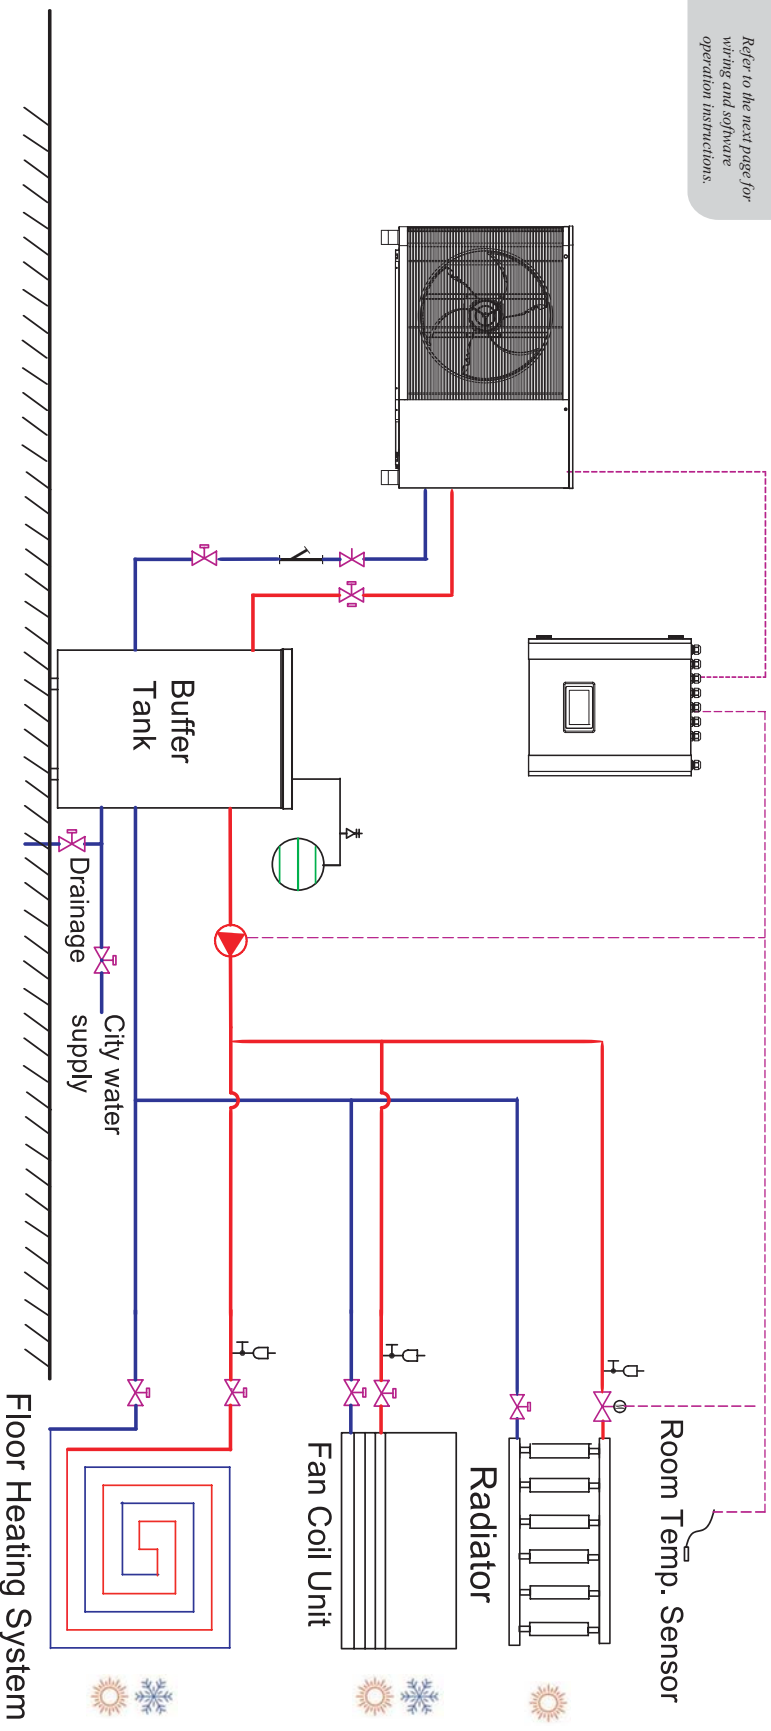 Refer to the next page for
wiring and software
operation instructions.
Buffer
Tank
Drainage
City water
supply
Room Temp. Sensor
Radiator
Fan Coil Unit
Floor Heating System